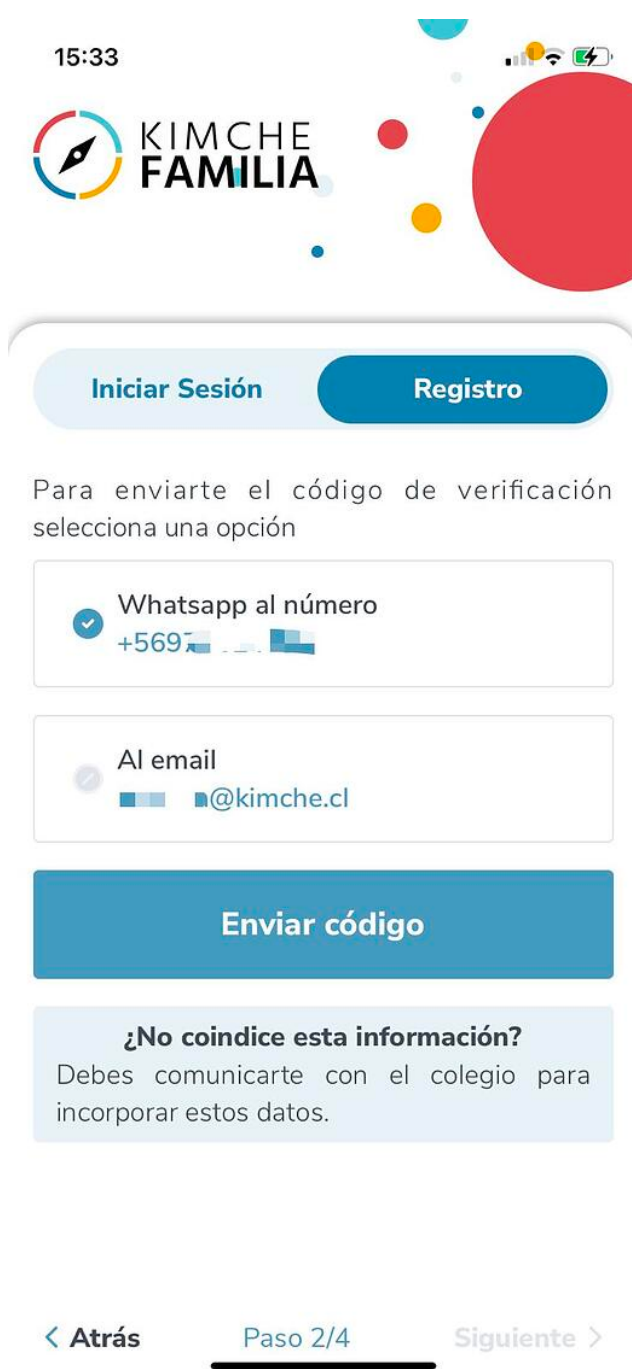 15:33
KIMCHE
FAMILIA
Iniciar Sesión
Registro
Para enviarte el código de verificación
selecciona una opción
Whatsapp al número
+569
Al email
@kimche.cl
Enviar código
¿No coindice esta información?
Debes comunicarte con el colegio para
incorporar estos datos.
Atrás
Paso 2/4
Siguiente